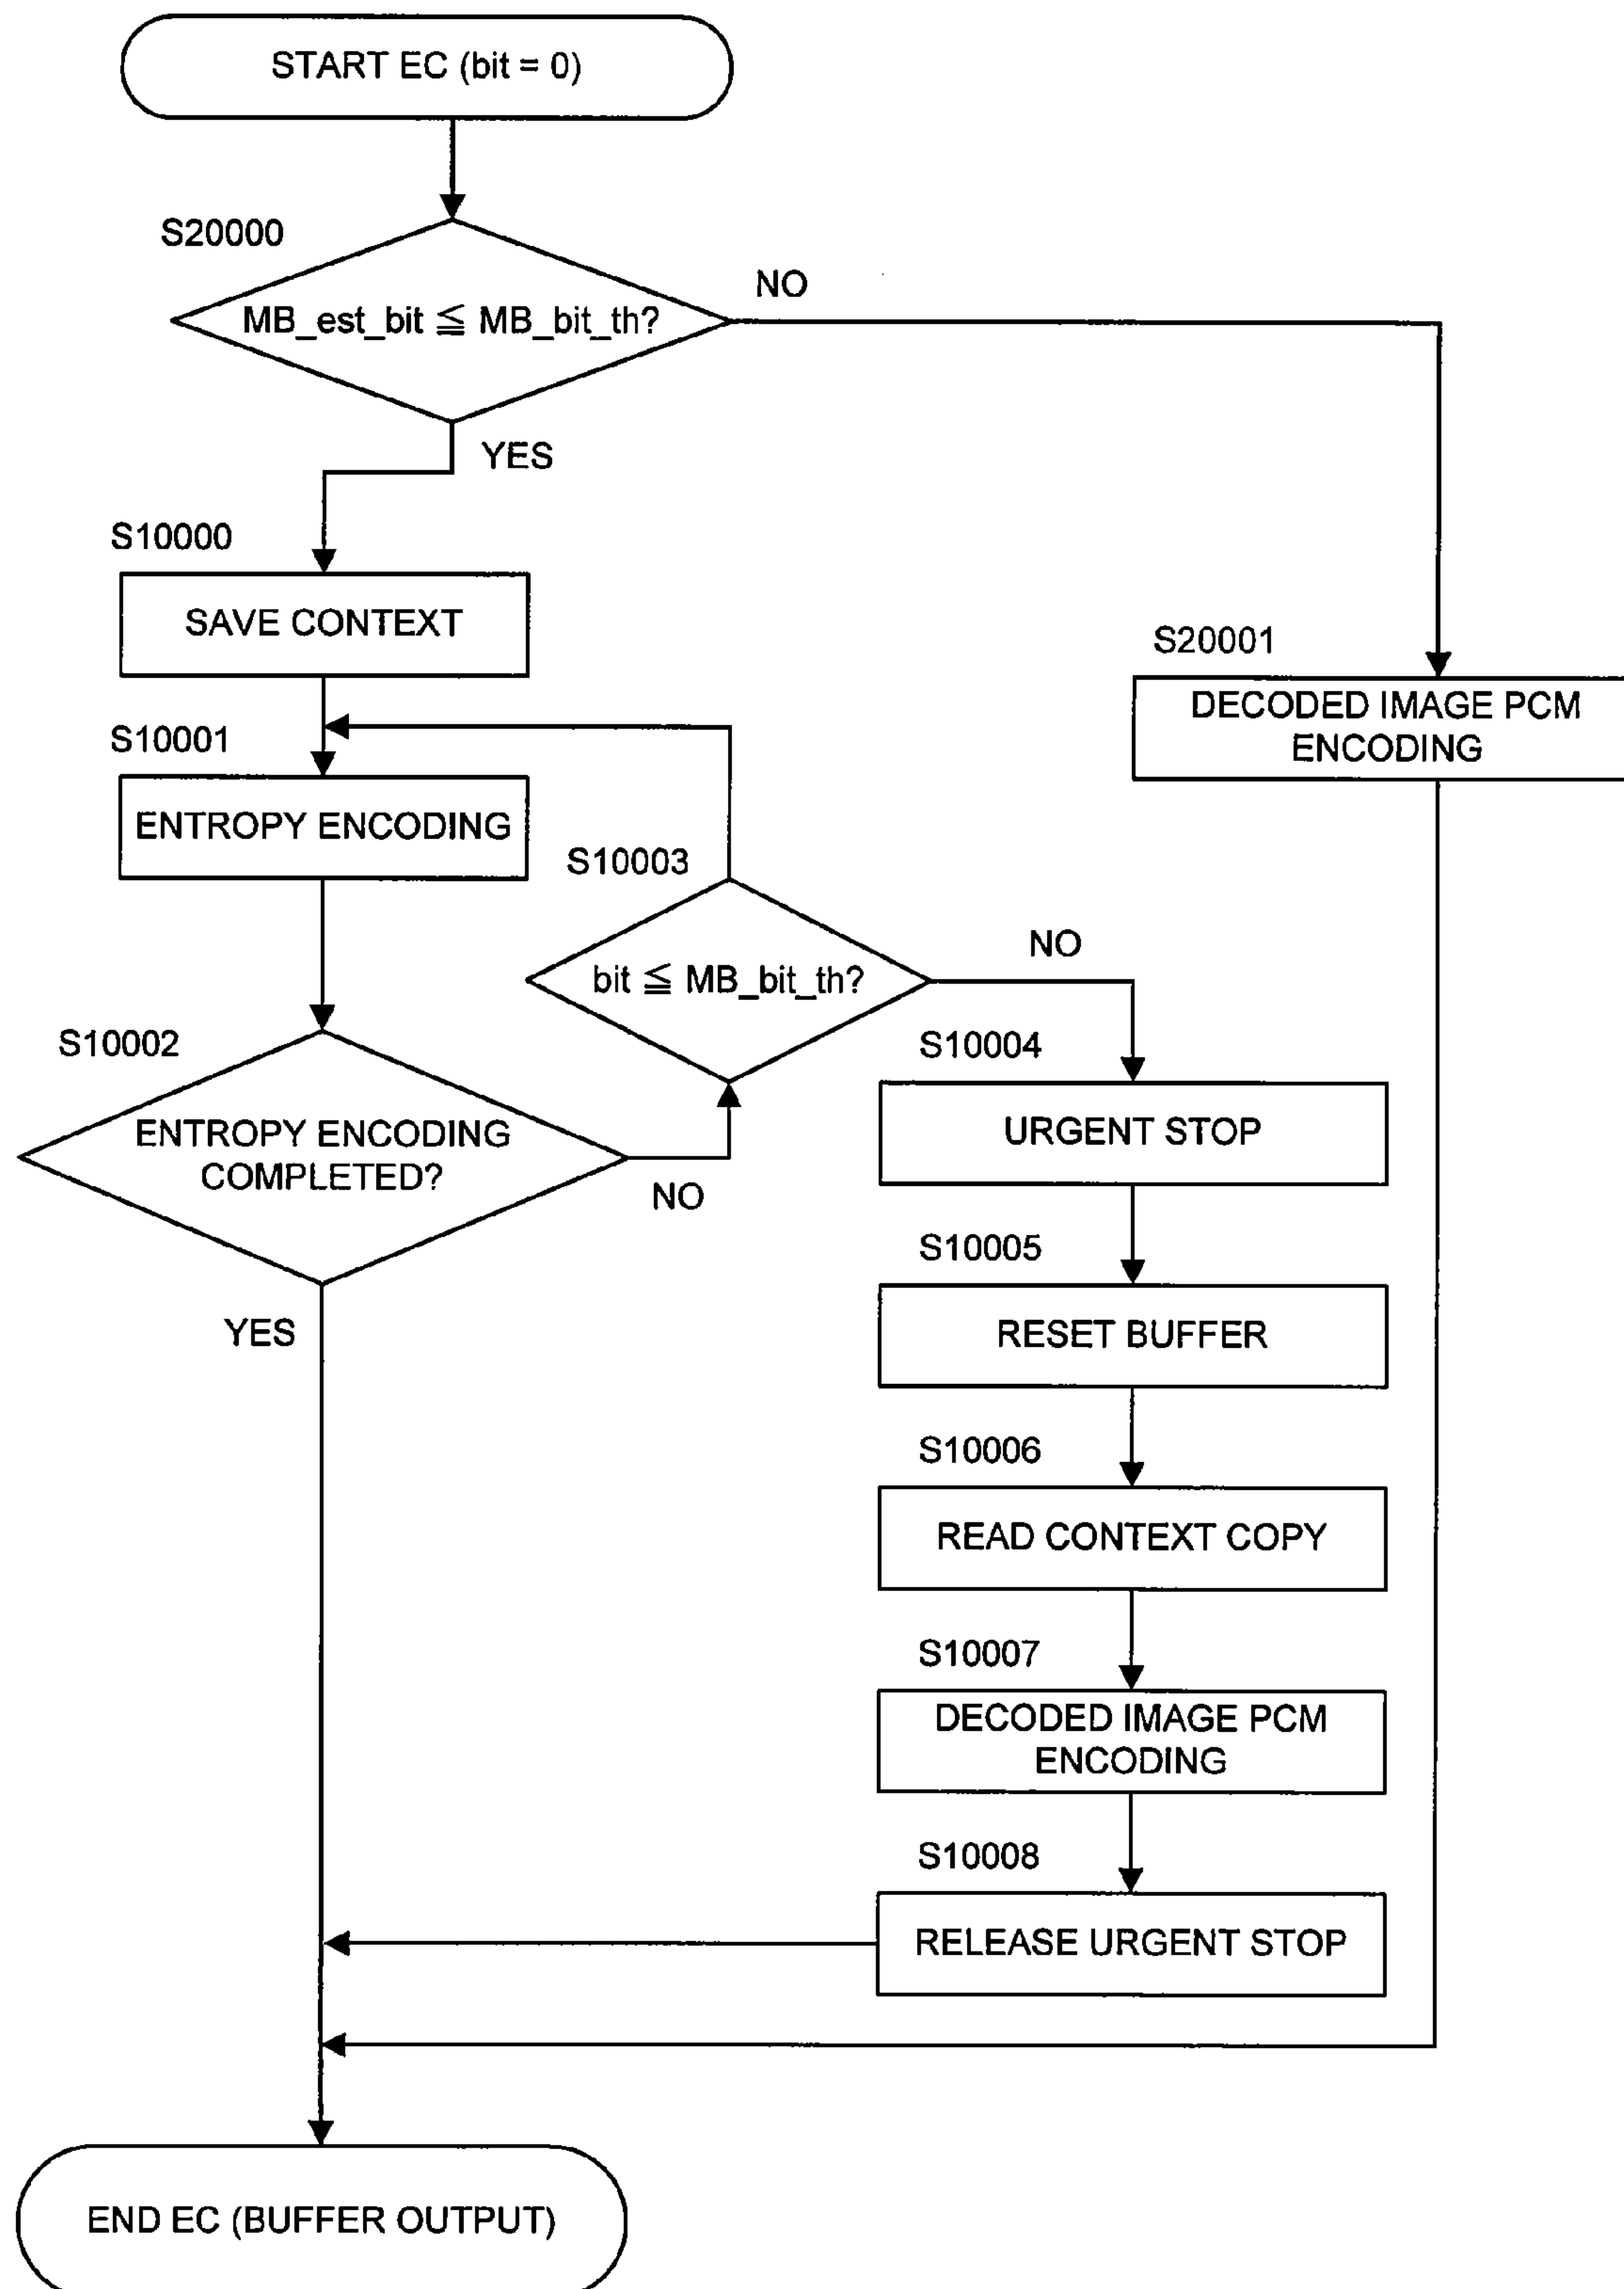 START EC (bit = 0)
S20000
NO
MB_est_bit ≦ MB_bit_th?
YES
S10000
SAVE CONTEXT
S20001
DECODED IMAGE PCM
ENCODING
S10001
ENTROPY ENCODING
S10003
NO
bit ≦ MB_bit_th?
S10002
S10004
ENTROPY ENCODING
COMPLETED?
URGENT STOP
NO
S10005
YES
RESET BUFFER
S10006
READ CONTEXT COPY
S10007
DECODED IMAGE PCM
ENCODING
S10008
RELEASE URGENT STOP
END EC (BUFFER OUTPUT)